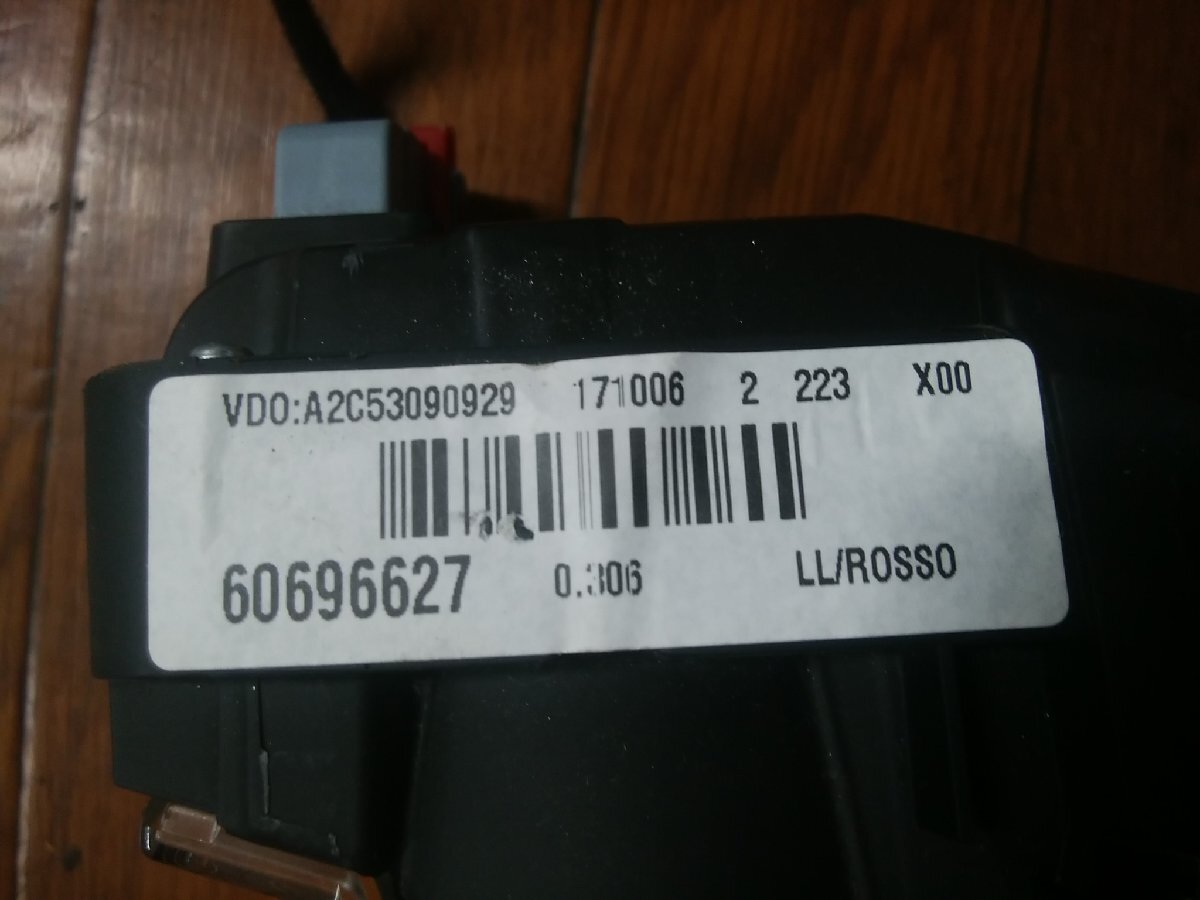 VDO:A2C53090929 171006 2 223 X00
60696627 0.306 LL/ROSSO